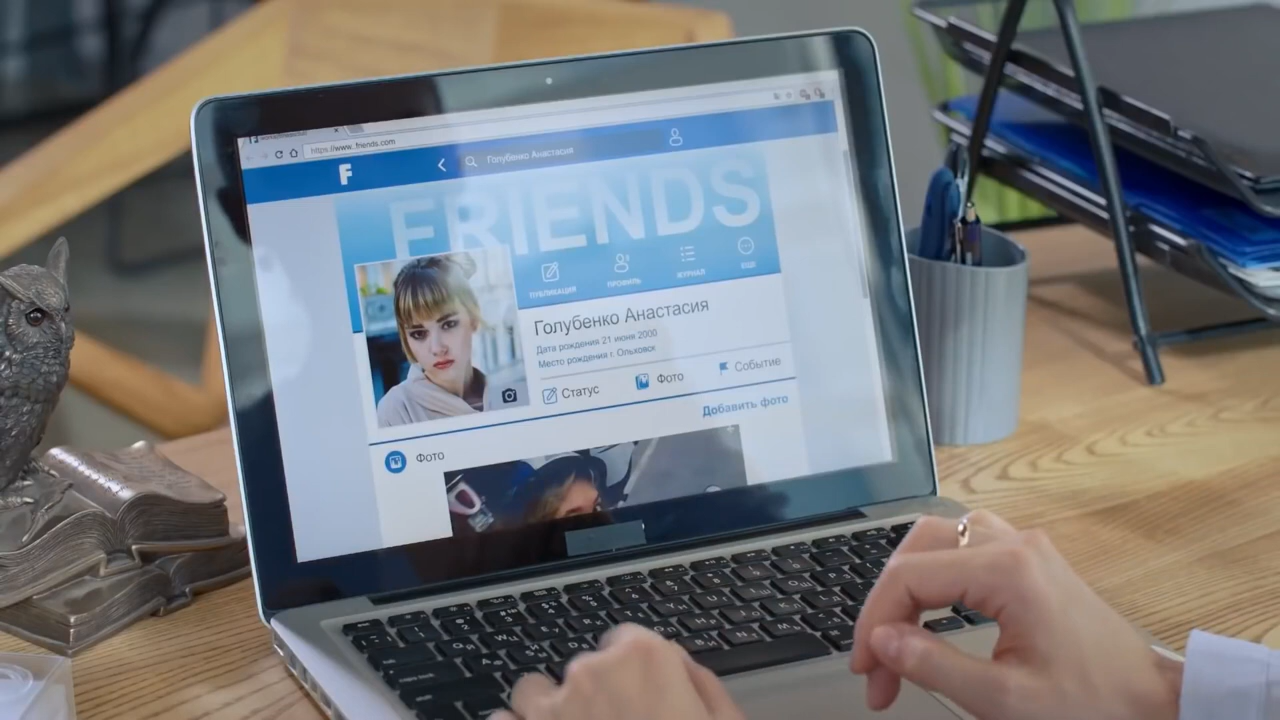 https://www. friends.com
F
Голубенко Анастасия
FRIENDS
ПУБЛИКАЦИЯ ПРОФИЛЬ ЖУРНАЛ ЕЩЕ
Голубенко Анастасия
Дата рождения 21 июня 2000
Место рождения г. Ольховск
Статус Фото Событие
Добавить фото
Фото